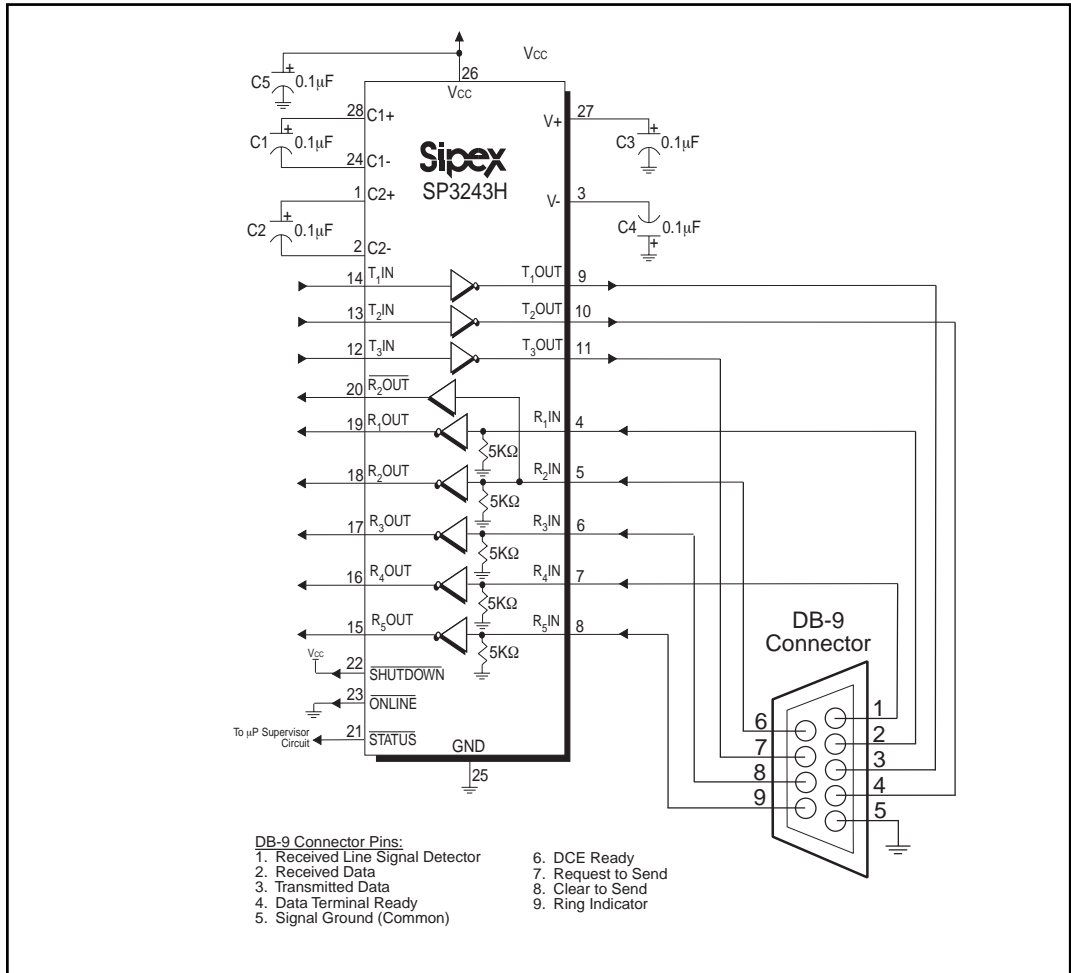 VCC
26
VCC
C5
+
0.1µF
28 C1+
C1
+
0.1µF
24 C1-
1 C2+
C2
+
0.1µF
2 C2-
Sipex
SP3243H
V+ 27
C3
+
0.1µF
V- 3
C4
0.1µF
+
14 T1IN T1OUT 9
13 T2IN T2OUT 10
12 T3IN T3OUT 11
20 R2OUT
19 R1OUT R1IN 4
5KΩ
18 R2OUT R2IN 5
5KΩ
17 R3OUT R3IN 6
5KΩ
16 R4OUT R4IN 7
5KΩ
15 R5OUT R5IN 8
5KΩ
VCC
22 SHUTDOWN
23 ONLINE
To µP Supervisor
Circuit
21 STATUS
GND
25
DB-9
Connector
6
7
8
9
1
2
3
4
5
DB-9 Connector Pins:
1. Received Line Signal Detector
2. Received Data
3. Transmitted Data
4. Data Terminal Ready
5. Signal Ground (Common)
6. DCE Ready
7. Request to Send
8. Clear to Send
9. Ring Indicator